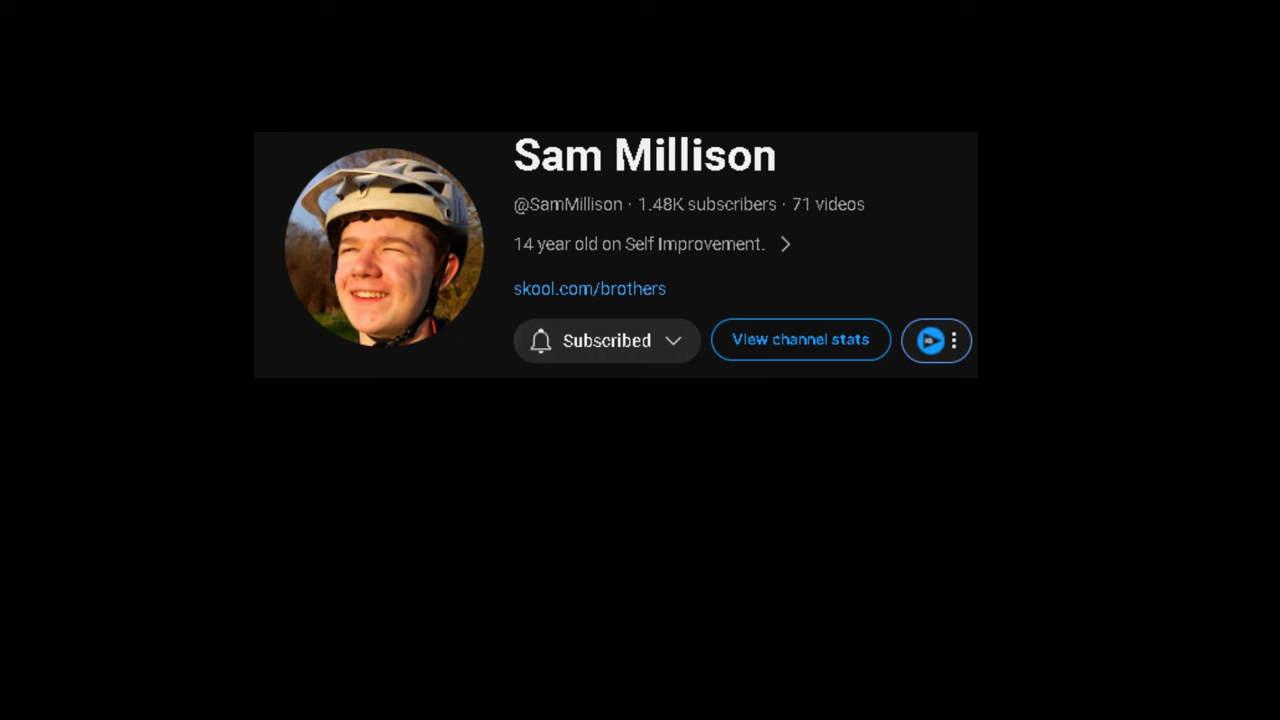 Sam Millison
@SamMillison · 1.48K subscribers · 71 videos
14 year old on Self Improvement.
skool.com/brothers
Subscribed
View channel stats